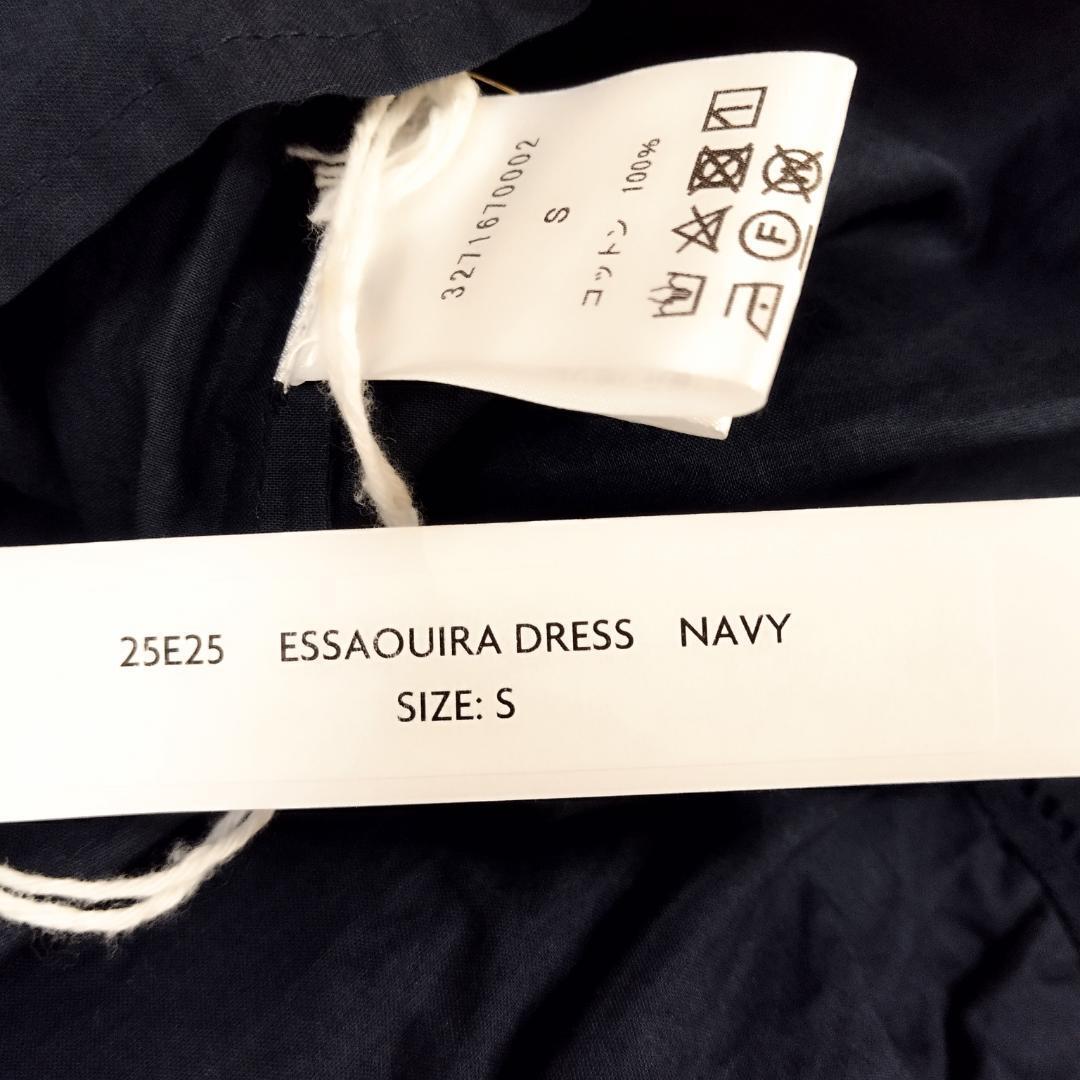 3271670002
S
コットン 100%
25E25 ESSAOUIRA DRESS NAVY
SIZE: S